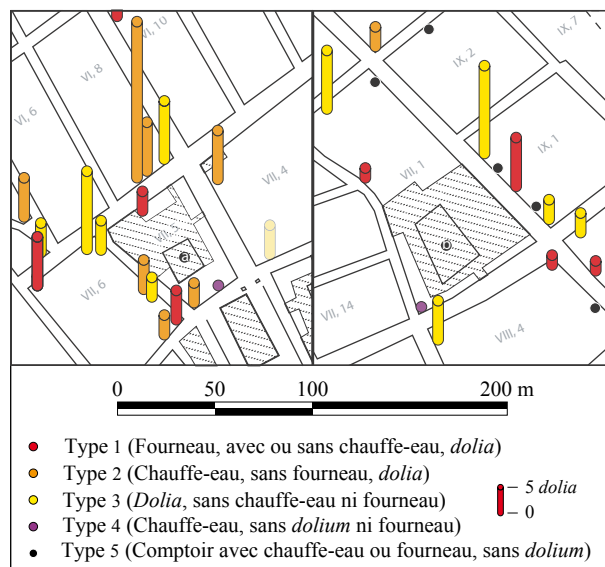 VI, 10
IX, 7
VI, 8
IX, 2
VI, 6
VII, 4
VII, 1
IX, 1
VII, 5
a
VII, 6
VII, 14
VIII, 4
0 50 100 200 m
Type 1 (Fourneau, avec ou sans chauffe-eau, dolia)
Type 2 (Chauffe-eau, sans fourneau, dolia)
Type 3 (Dolia, sans chauffe-eau ni fourneau)
Type 4 (Chauffe-eau, sans dolium ni fourneau)
Type 5 (Comptoir avec chauffe-eau ou fourneau, sans dolium)
5 dolia
0